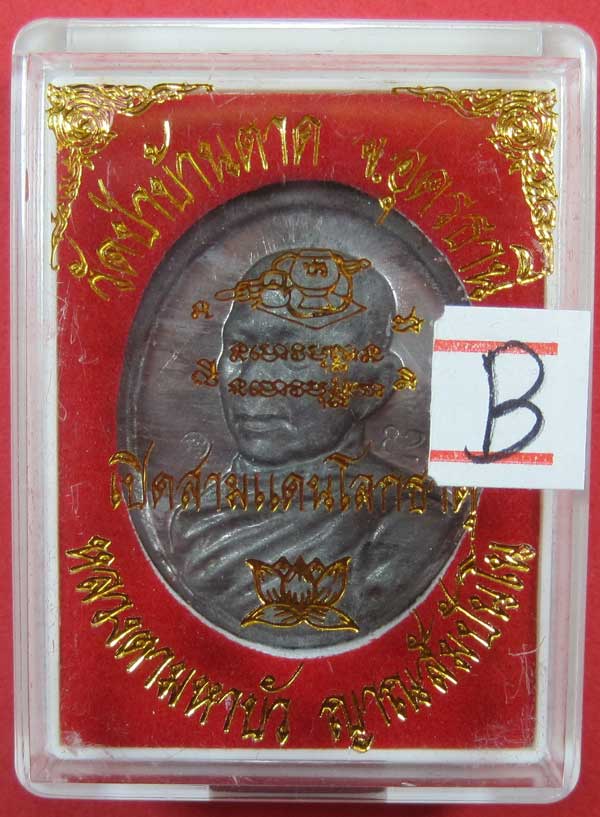 วัดป่าบ้านตาด จ.อุดรธานี
B
เปิดสามแดนโลกธาตุ
หลวงตามหาบัว ญาณสัมปันโน